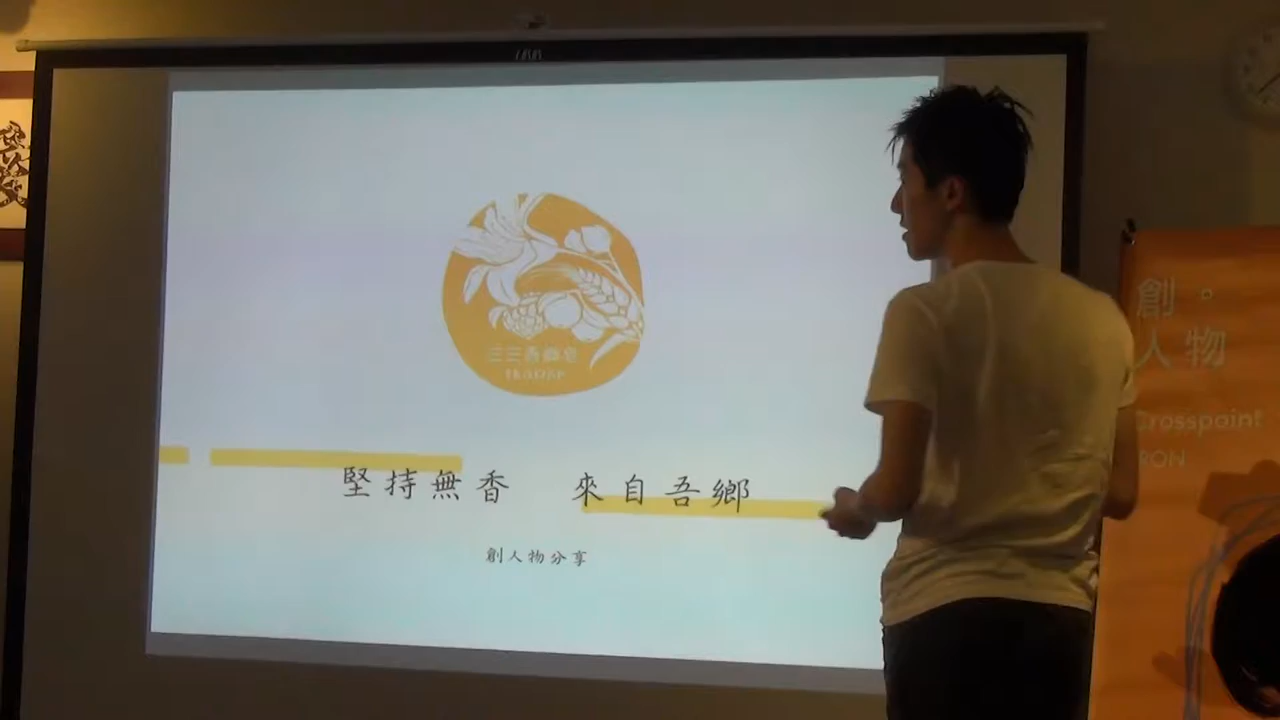 堅持無香 來自吾鄉
創人物分享
創。
人物
Crosspoint